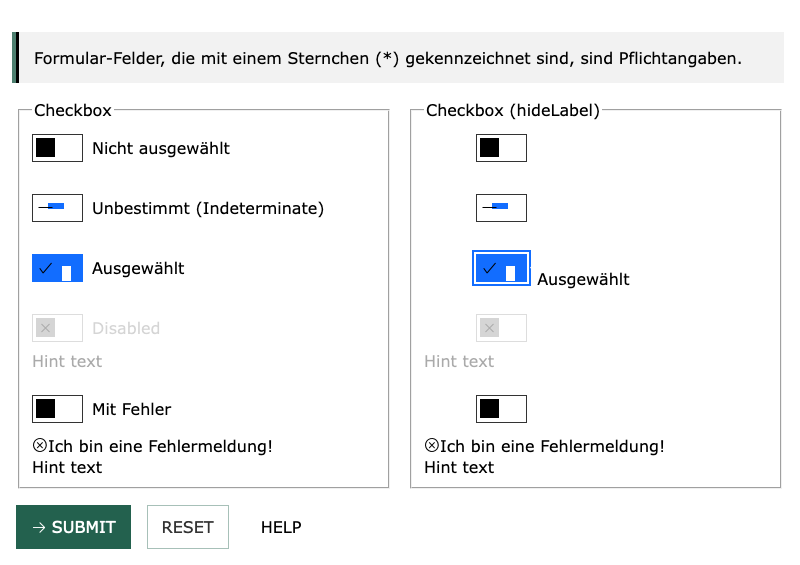 Formular-Felder, die mit einem Sternchen (*) gekennzeichnet sind, sind Pflichtangaben.
Checkbox
Nicht ausgewählt
Unbestimmt (Indeterminate)
Ausgewählt
Disabled
Hint text
Mit Fehler
Ich bin eine Fehlermeldung!
Hint text
Checkbox (hideLabel)
Ausgewählt
Hint text
Ich bin eine Fehlermeldung!
Hint text
SUBMIT
RESET
HELP